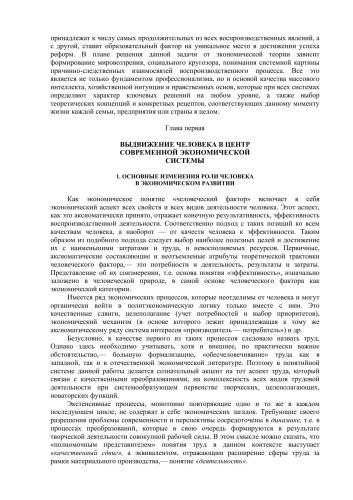 принадлежит к числу самых продолжительных из всех воспроизводственных явлений, а
с другой, ставит образовательный фактор на уникальное место в достижении успеха
реформ. В плане решения данной задачи от экономической теории зависит
формирование мировоззрения, социального кругозора, понимания системной картины
причинно-следственных взаимосвязей воспроизводственного процесса. Все это
является не только фундаментом профессионализма, но и основой качества массового
интеллекта, хозяйственной интуиции и нравственных основ, которые при всех системах
определяют характер ключевых решений на любом уровне, а также выбор
теоретических концепций и конкретных рецептов, соответствующих данному моменту
жизни каждой семьи, предприятия или страны в целом.
Глава первая
ВЫДВИЖЕНИЕ ЧЕЛОВЕКА В ЦЕНТР
СОВРЕМЕННОЙ ЭКОНОМИЧЕСКОЙ
СИСТЕМЫ
1. ОСНОВНЫЕ ИЗМЕНЕНИЯ РОЛИ ЧЕЛОВЕКА
В ЭКОНОМИЧЕСКОМ РАЗВИТИИ
Как экономическое понятие «человеческий фактор» включает в себя
экономический аспект всех свойств и всех видов деятельности человека. Этот аспект,
как это аксиоматично принято, отражает конечную результативность, эффективность
воспроизводственной деятельности. Соответственно подход с таких позиций ко всем
качествам человека, а наоборот — от качеств человека к эффективности. Таким
образом из подобного подхода следует выбор наиболее полезных целей и достижение
их с наименьшими затратами и труда, и невосполняемых ресурсов. Первичные,
аксиоматические составляющие и неотъемлемые атрибуты теоретической трактовки
человеческого фактора,— это потребности и деятельность, результаты и затраты.
Представление об их соизмерении, т.е. основа понятия «эффективность», изначально
заложено в человеческой природе, в самой основе человеческого фактора как
экономической категории.
Имеется ряд экономических процессов, которые неотделимы от человека и могут
органически войти в политэкономическую логику только вместе с ним. Это
качественные сдвиги, целеполагание (учет потребностей и выбор приоритетов),
экономический механизм (в основу которого лежит принадлежащая к тому же
аксиоматическому ряду система интересов «производитель — потребитель») и др.
Безусловно, в качестве первого из таких процессов следовало назвать труд.
Однако здесь необходимо учитывать, хотя и внешнее, но практически важное
обстоятельство,— большую формализацию, «обесчеловечивание» труда как в
западной, так и в отечественной экономической литературе. Поэтому в понятийной
системе данной работы делается сознательный акцент на тот аспект труда, который
связан с качественными преобразованиями, на комплексность всех видов трудовой
деятельности при системообразующем первенстве творческих, целеполагающих,
новаторских функций.
Экстенсивные процессы, монотонно повторяющие одно и то же в каждом
последующем цикле, не содержат в себе экономических загадок. Требующие своего
разрешения проблемы современности и перспективы сосредоточены в динамике, т.е. в
процессах преобразований, которые в свою очередь формируются в результате
творческой деятельности совокупной рабочей силы. В этом смысле можно сказать, что
«полномочным представителем» понятия труд в данном контексте выступает
«качественный сдвиг», а эквивалентом, отражающим расширение сферы труда за
рамки материального производства,— понятие «деятельность».